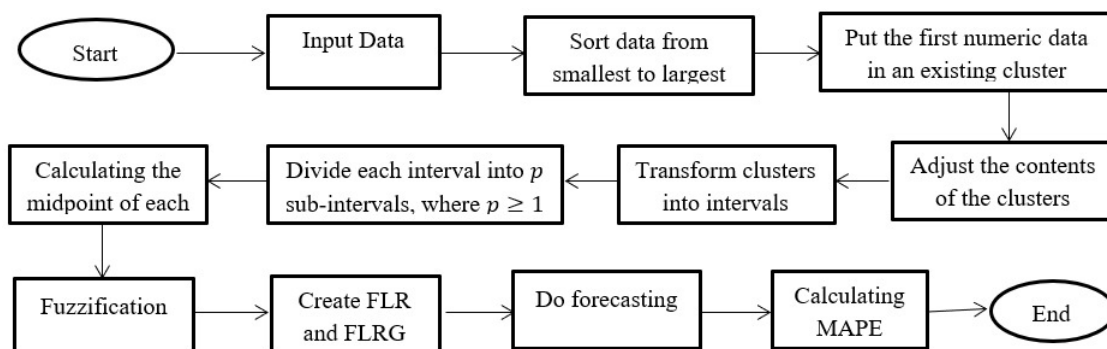 Start
Input Data
Sort data from
smallest to largest
Put the first numeric data
in an existing cluster
Adjust the contents
of the clusters
Transform clusters
into intervals
Divide each interval into p
sub-intervals, where p ≥ 1
Calculating the
midpoint of each
Fuzzification
Create FLR
and FLRG
Do forecasting
Calculating
MAPE
End